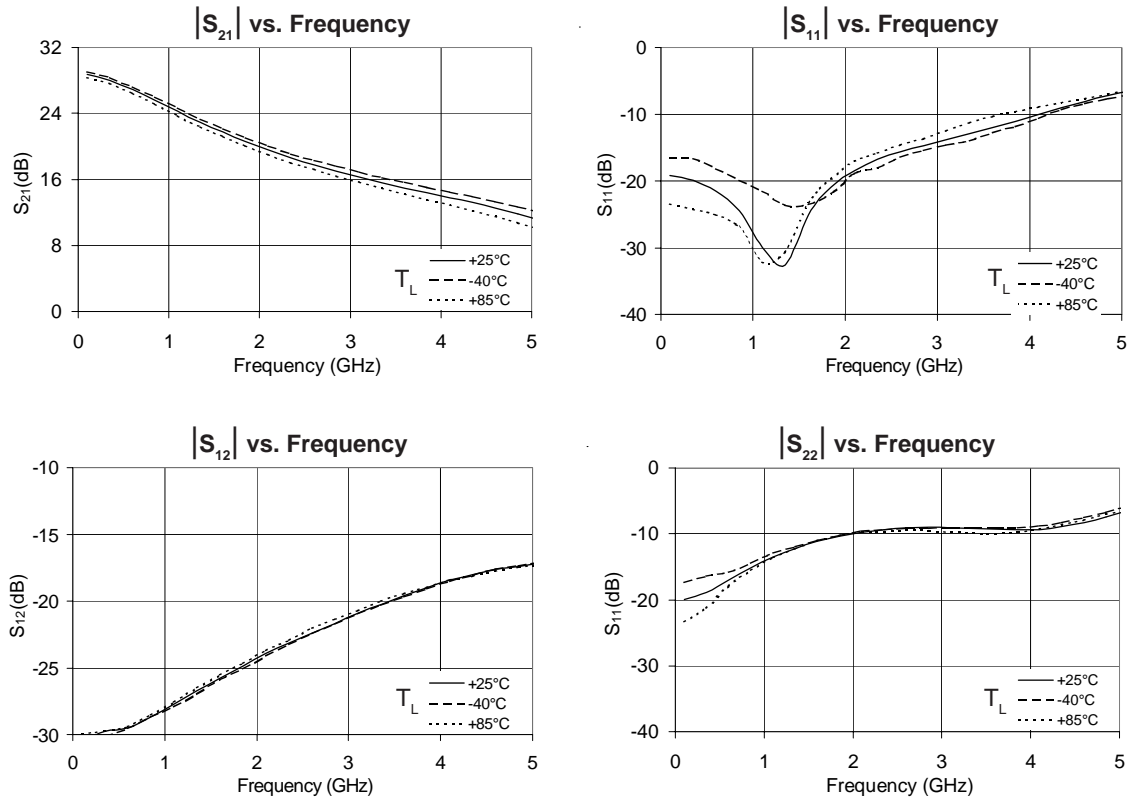 |S21| vs. Frequency
32
24
16
8
0
S21(dB)
TL
+25°C
-40°C
+85°C
0 1 2 3 4 5
Frequency (GHz)
|S11| vs. Frequency
0
-10
-20
-30
-40
S11(dB)
TL
+25°C
-40°C
+85°C
0 1 2 3 4 5
Frequency (GHz)
|S12| vs. Frequency
-10
-15
-20
-25
-30
S12(dB)
TL
+25°C
-40°C
+85°C
0 1 2 3 4 5
Frequency (GHz)
|S22| vs. Frequency
0
-10
-20
-30
-40
S11(dB)
TL
+25°C
-40°C
+85°C
0 1 2 3 4 5
Frequency (GHz)